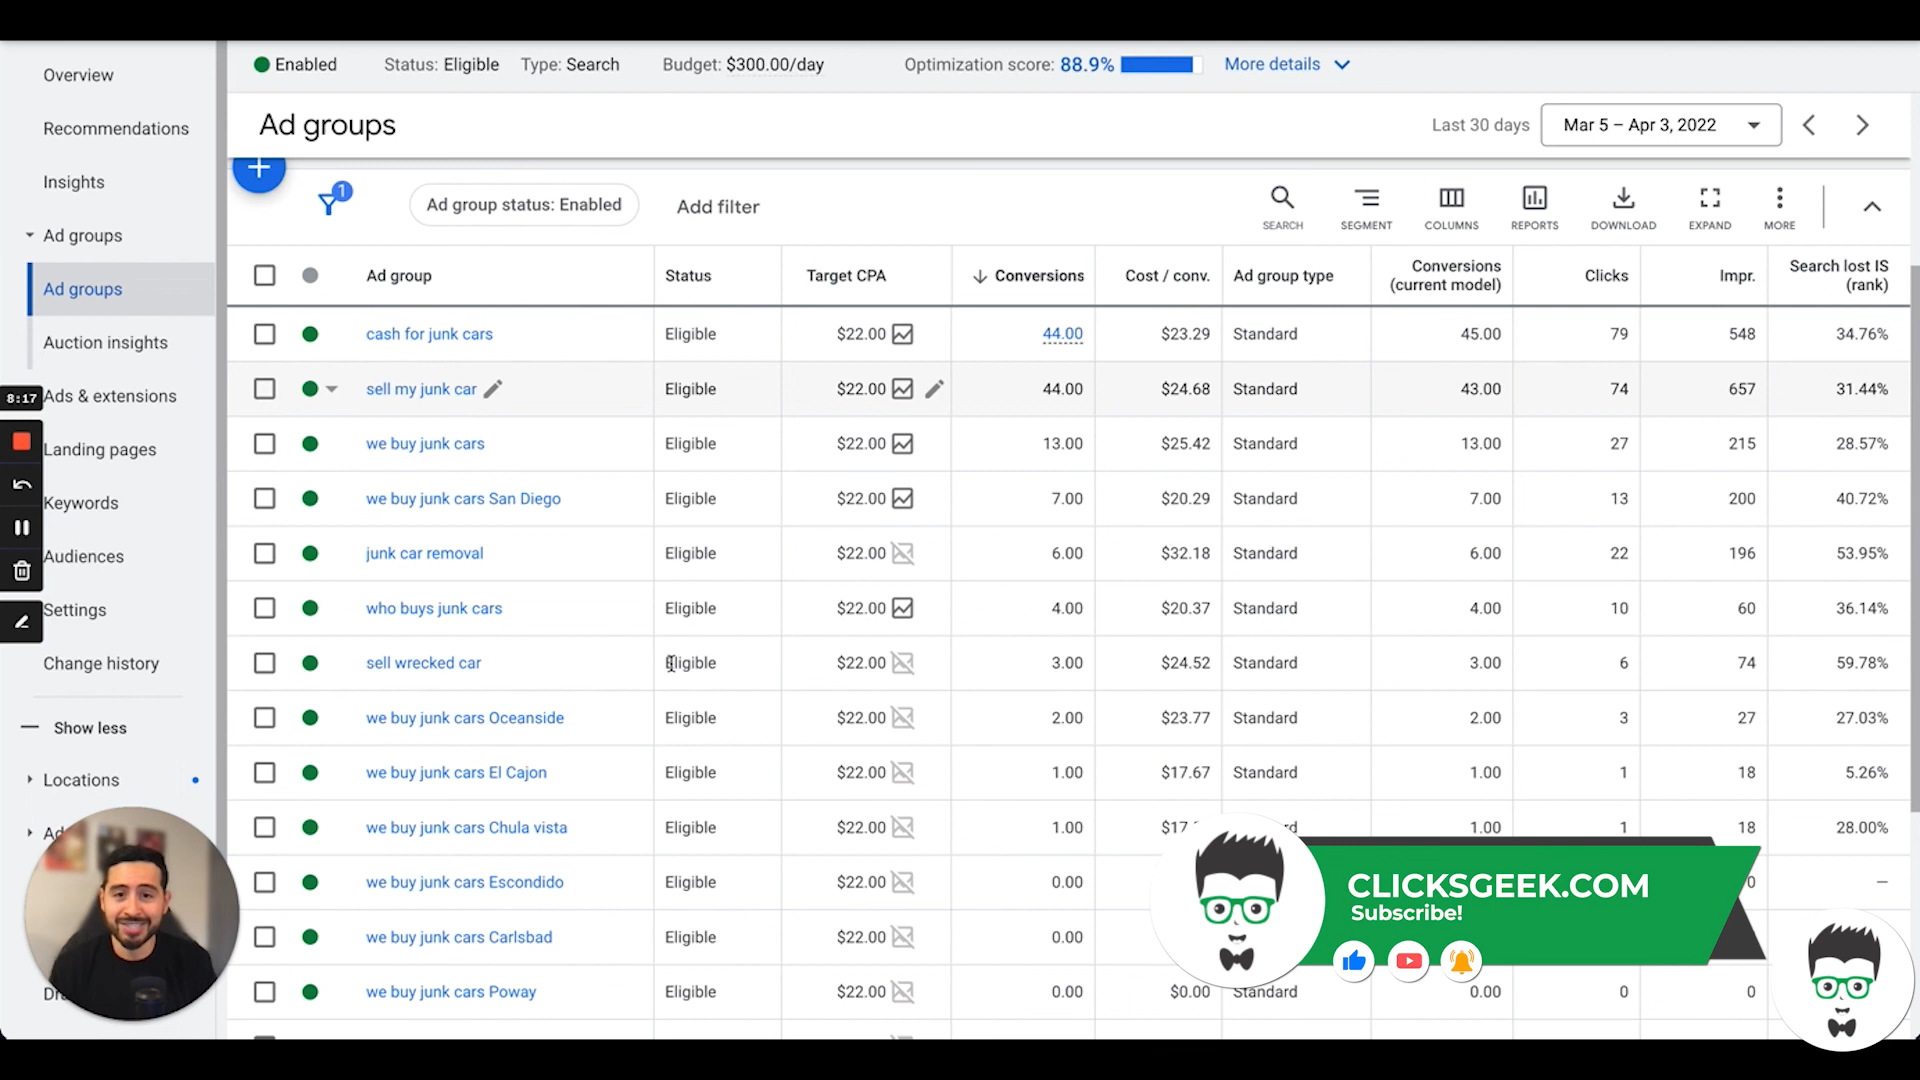 Overview
Recommendations
Insights
Ad groups
Ad groups
Auction insights
8:17
Ads & extensions
Landing pages
Keywords
Audiences
Settings
Change history
Show less
Locations
Enabled Status: Eligible Type: Search Budget: $300.00/day Optimization score: 88.9% More details
Ad groups Last 30 days Mar 5 – Apr 3, 2022
1 Ad group status: Enabled Add filter SEARCH SEGMENT COLUMNS REPORTS DOWNLOAD EXPAND MORE
Ad group Status Target CPA Conversions Cost / conv. Ad group type Conversions (current model) Clicks Impr. Search lost IS (rank)
cash for junk cars Eligible $22.00 44.00 $23.29 Standard 45.00 79 548 34.76%
sell my junk car Eligible $22.00 44.00 $24.68 Standard 43.00 74 657 31.44%
we buy junk cars Eligible $22.00 13.00 $25.42 Standard 13.00 27 215 28.57%
we buy junk cars San Diego Eligible $22.00 7.00 $20.29 Standard 7.00 13 200 40.72%
junk car removal Eligible $22.00 6.00 $32.18 Standard 6.00 22 196 53.95%
who buys junk cars Eligible $22.00 4.00 $20.37 Standard 4.00 10 60 36.14%
sell wrecked car Eligible $22.00 3.00 $24.52 Standard 3.00 6 74 59.78%
we buy junk cars Oceanside Eligible $22.00 2.00 $23.77 Standard 2.00 3 27 27.03%
we buy junk cars El Cajon Eligible $22.00 1.00 $17.67 Standard 1.00 1 18 5.26%
we buy junk cars Chula vista Eligible $22.00 1.00 1.00 1 18 28.00%
we buy junk cars Escondido Eligible $22.00 0.00 –
we buy junk cars Carlsbad Eligible $22.00 0.00
we buy junk cars Poway Eligible $22.00 0.00 $0.00 Standard 0.00 0 0
CLICKSGEEK.COM
Subscribe!